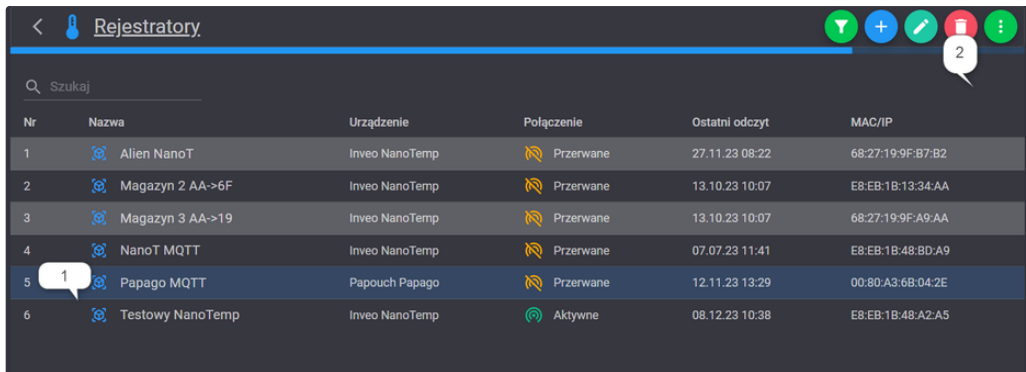 Rejestratory
2
Szukaj
Nr Nazwa Urządzenie Połączenie Ostatni odczyt MAC/IP
1 Alien NanoT Inveo NanoTemp Przerwane 27.11.23 08:22 68:27:19:9F:B7:B2
2 Magazyn 2 AA->6F Inveo NanoTemp Przerwane 13.10.23 10:07 E8:EB:1B:13:34:AA
3 Magazyn 3 AA->19 Inveo NanoTemp Przerwane 13.10.23 10:07 68:27:19:9F:A9:AA
4 NanoT MQTT Inveo NanoTemp Przerwane 07.07.23 11:41 E8:EB:1B:48:BD:A9
1
5 Papago MQTT Papouch Papago Przerwane 12.11.23 13:29 00:80:A3:6B:04:2E
6 Testowy NanoTemp Inveo NanoTemp Aktywne 08.12.23 10:38 E8:EB:1B:48:A2:A5